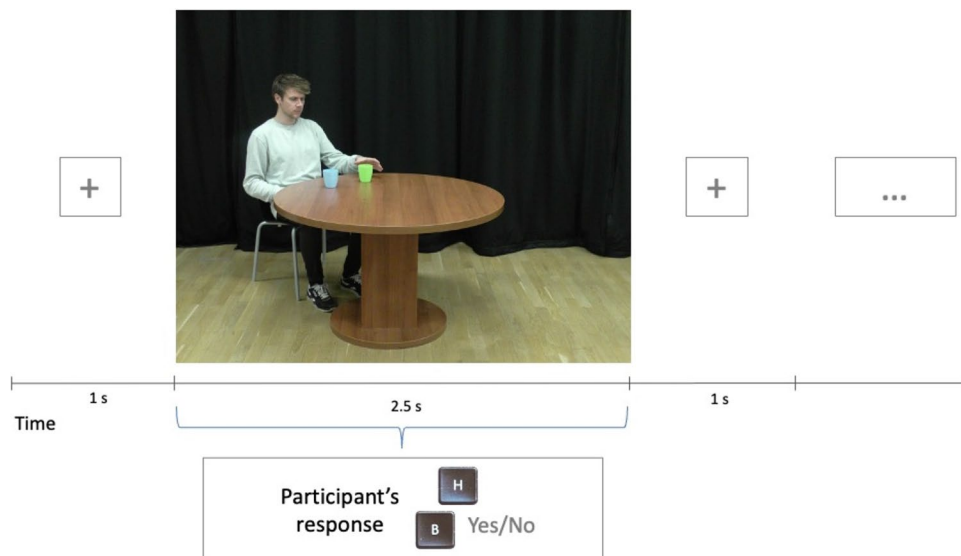 +
+
...
1 s
2.5 s
1 s
Time
Participant's
response
H
B
Yes/No